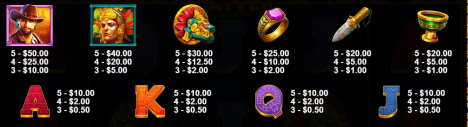 5 - $50.00 5 - $40.00 5 - $30.00 5 - $25.00 5 - $20.00 5 - $20.00
4 - $25.00 4 - $20.00 4 - $12.50 4 - $10.00 4 - $5.00 4 - $5.00
3 - $10.00 3 - $5.00 3 - $2.00 3 - $2.00 3 - $1.00 3 - $1.00
A 5 - $10.00 K 5 - $10.00 Q 5 - $10.00 J 5 - $10.00
4 - $2.00 4 - $2.00 4 - $2.00 4 - $2.00
3 - $0.50 3 - $0.50 3 - $0.50 3 - $0.50